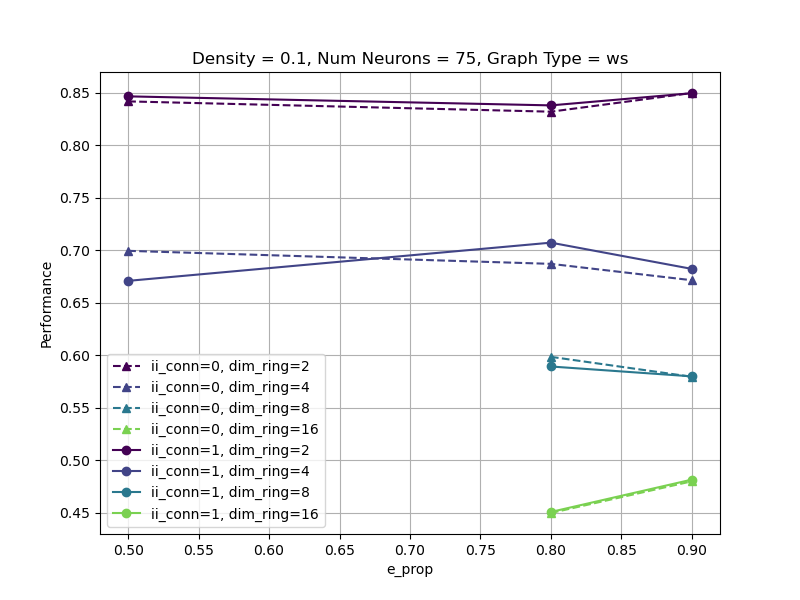 Density = 0.1, Num Neurons = 75, Graph Type = ws
Performance
0.85
0.80
0.75
0.70
0.65
0.60
0.55
0.50
0.45
ii_conn=0, dim_ring=2
ii_conn=0, dim_ring=4
ii_conn=0, dim_ring=8
ii_conn=0, dim_ring=16
ii_conn=1, dim_ring=2
ii_conn=1, dim_ring=4
ii_conn=1, dim_ring=8
ii_conn=1, dim_ring=16
0.50 0.55 0.60 0.65 0.70 0.75 0.80 0.85 0.90
e_prop